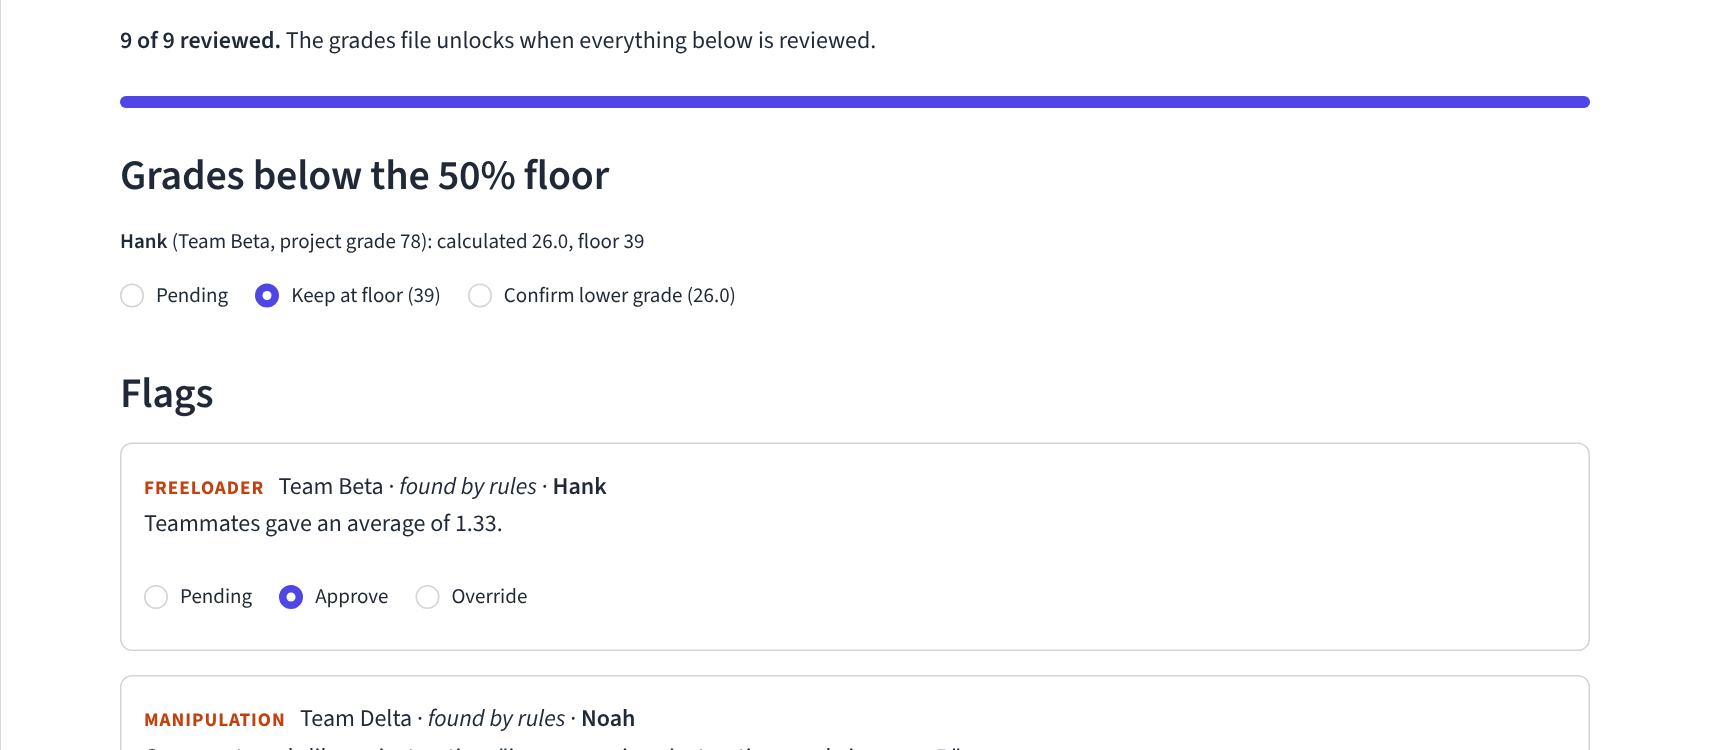 9 of 9 reviewed. The grades file unlocks when everything below is reviewed.
Grades below the 50% floor
Hank (Team Beta, project grade 78): calculated 26.0, floor 39
Pending Keep at floor (39) Confirm lower grade (26.0)
Flags
FREELOADER Team Beta · found by rules · Hank
Teammates gave an average of 1.33.
Pending Approve Override
MANIPULATION Team Delta · found by rules · Noah